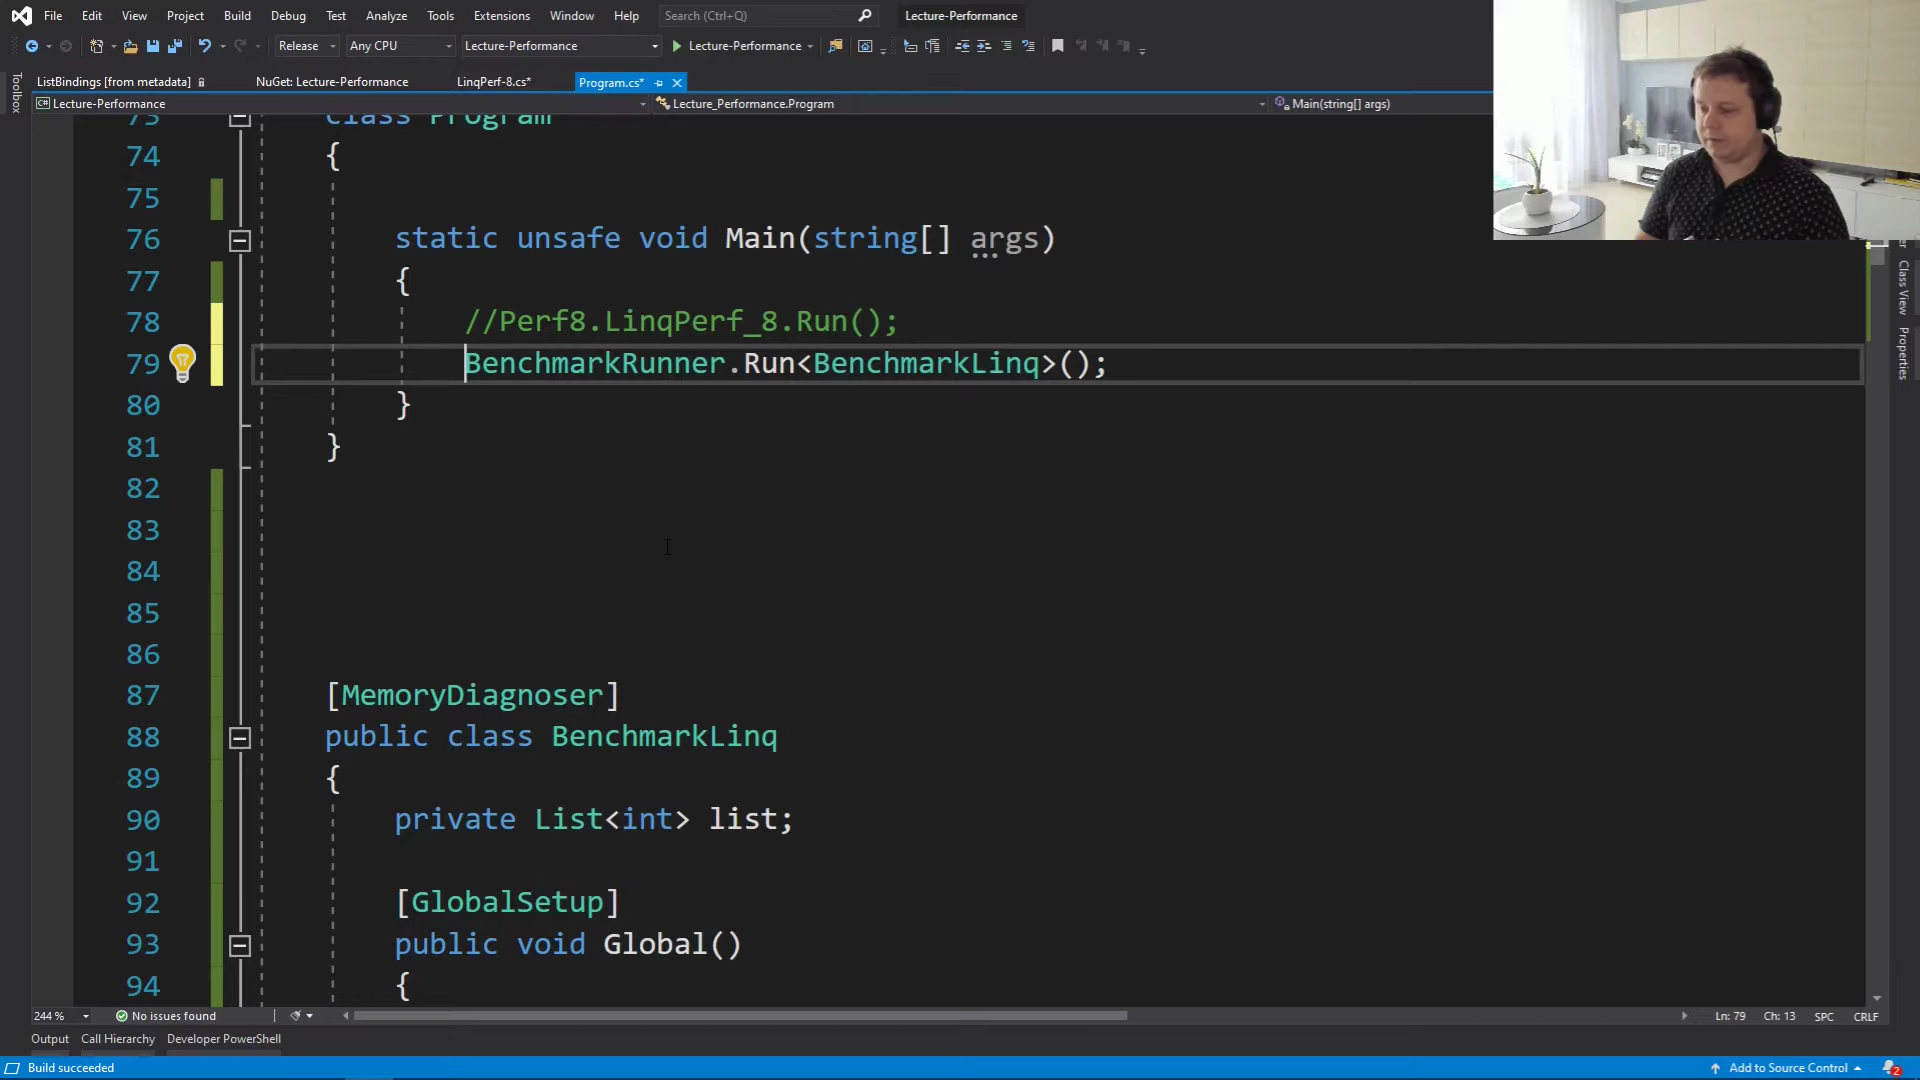 File Edit View Project Build Debug Test Analyze Tools Extensions Window Help Search (Ctrl+Q) Lecture-Performance
Release Any CPU Lecture-Performance Lecture-Performance
ListBindings [from metadata] NuGet: Lecture-Performance LinqPerf-8.cs* Program.cs*
C# Lecture-Performance Lecture_Performance.Program Main(string[] args)
Toolbox
Class View
Properties
73 class Program
74 {
75
76 static unsafe void Main(string[] args)
77 {
78 //Perf8.LinqPerf_8.Run();
79 BenchmarkRunner.Run<BenchmarkLinq>();
80 }
81 }
82
83
84
85
86
87 [MemoryDiagnoser]
88 public class BenchmarkLinq
89 {
90 private List<int> list;
91
92 [GlobalSetup]
93 public void Global()
94 {
244 % No issues found Ln: 79 Ch: 13 SPC CRLF
Output Call Hierarchy Developer PowerShell
Build succeeded Add to Source Control 2